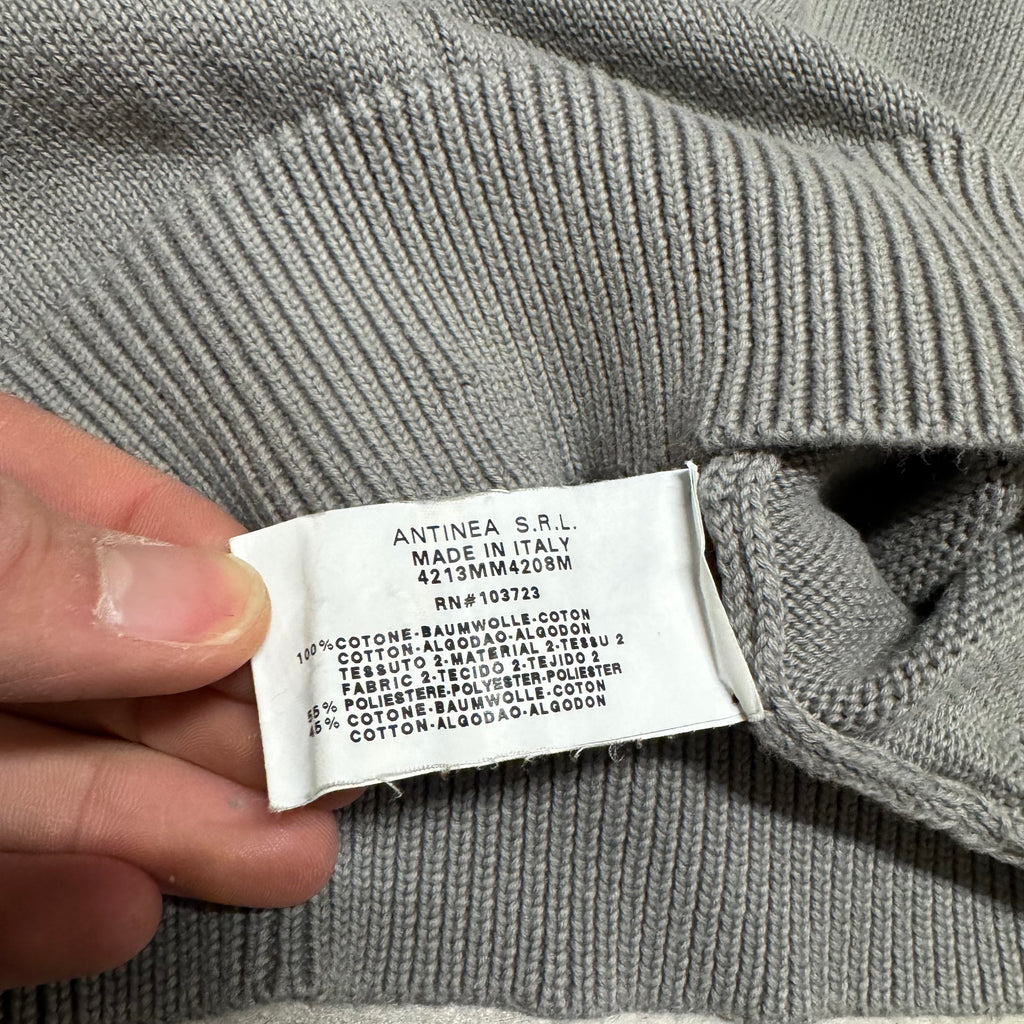 ANTINEA S.R.L.
MADE IN ITALY
4213MM4208M
RN#103723
100%COTONE-BAUMWOLLE-COTON
COTTON-ALGODAO-ALGODON
TESSUTO 2-MATERIAL 2-TESSU 2
FABRIC 2-TECIDO 2-TEJIDO 2
55% POLIESTERE-POLYESTER-POLIESTER
45% COTONE-BAUMWOLLE-COTON
COTTON-ALGODAO-ALGODON